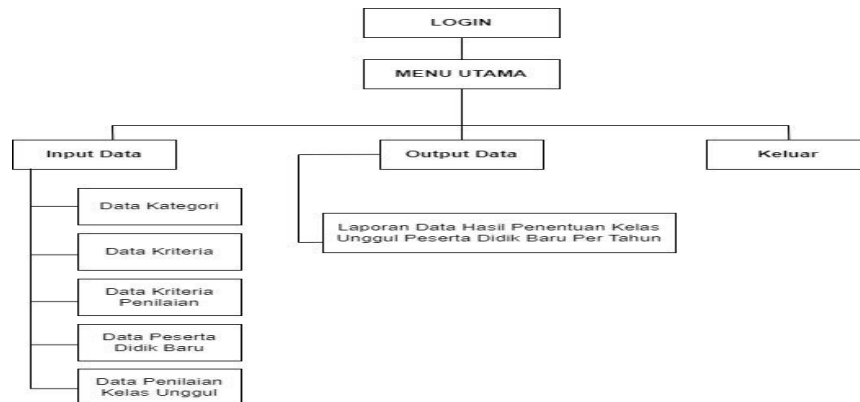 LOGIN
MENU UTAMA
Input Data
Output Data
Keluar
Data Kategori
Data Kriteria
Data Kriteria
Penilaian
Data Peserta
Didik Baru
Data Penilaian
Kelas Unggul
Laporan Data Hasil Penentuan Kelas
Unggul Peserta Didik Baru Per Tahun